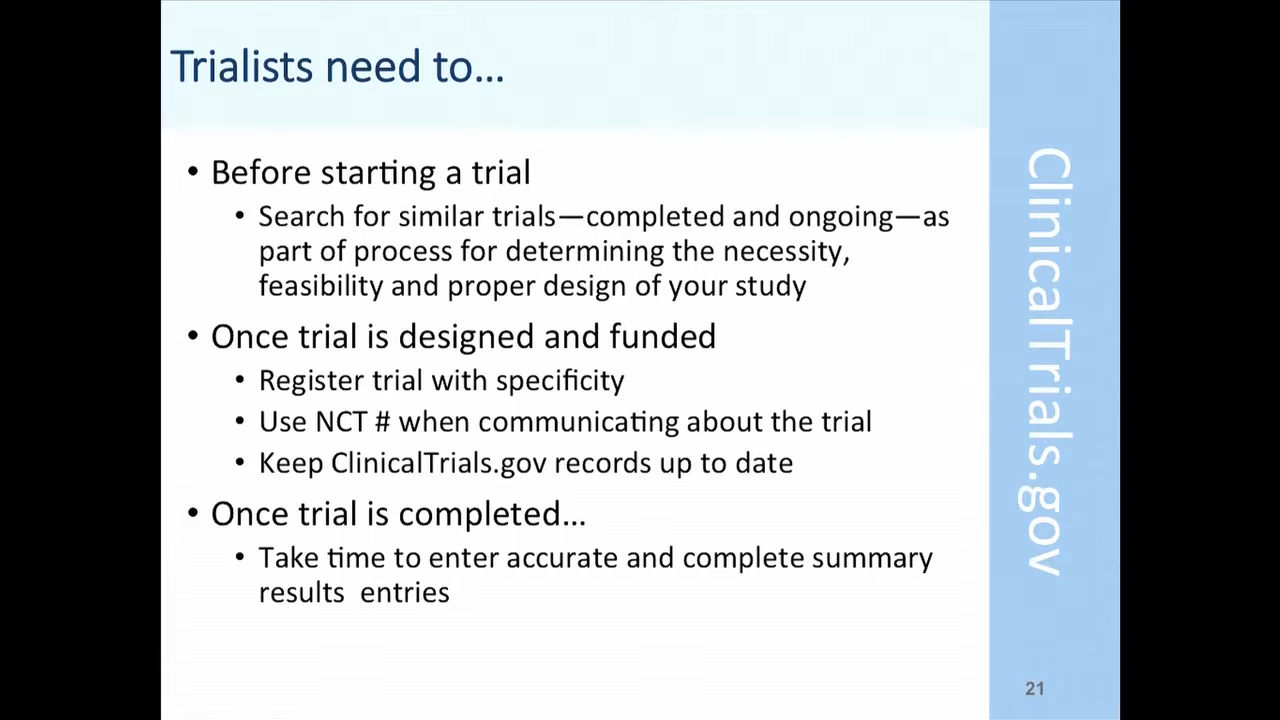 Trialists need to...
• Before starting a trial
• Search for similar trials—completed and ongoing—as
part of process for determining the necessity,
feasibility and proper design of your study
• Once trial is designed and funded
• Register trial with specificity
• Use NCT # when communicating about the trial
• Keep ClinicalTrials.gov records up to date
• Once trial is completed...
• Take time to enter accurate and complete summary
results  entries
ClinicalTrials.gov
21